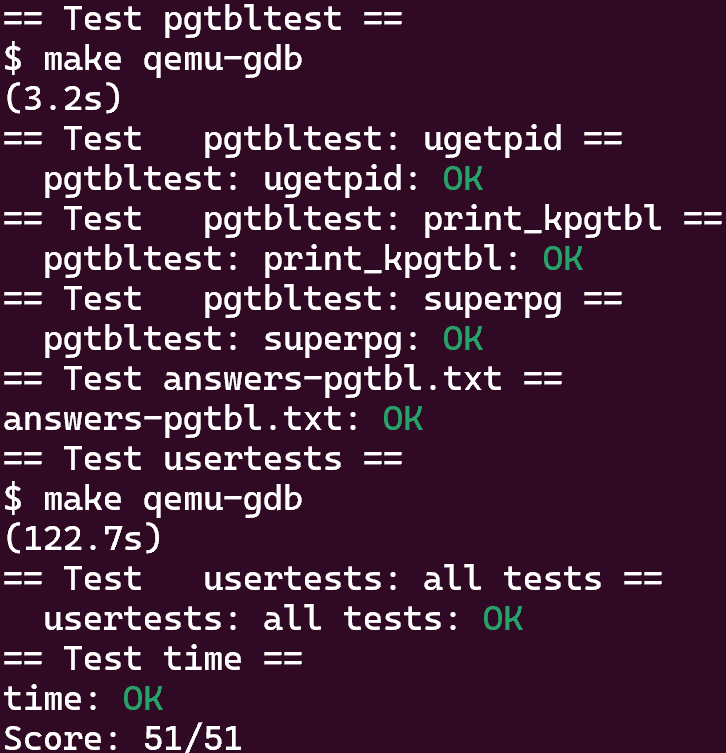 == Test pgtbltest ==
$ make qemu-gdb
(3.2s)
== Test   pgtbltest: ugetpid ==
  pgtbltest: ugetpid: OK
== Test   pgtbltest: print_kpgtbl ==
  pgtbltest: print_kpgtbl: OK
== Test   pgtbltest: superpg ==
  pgtbltest: superpg: OK
== Test answers-pgtbl.txt ==
answers-pgtbl.txt: OK
== Test usertests ==
$ make qemu-gdb
(122.7s)
== Test   usertests: all tests ==
  usertests: all tests: OK
== Test time ==
time: OK
Score: 51/51